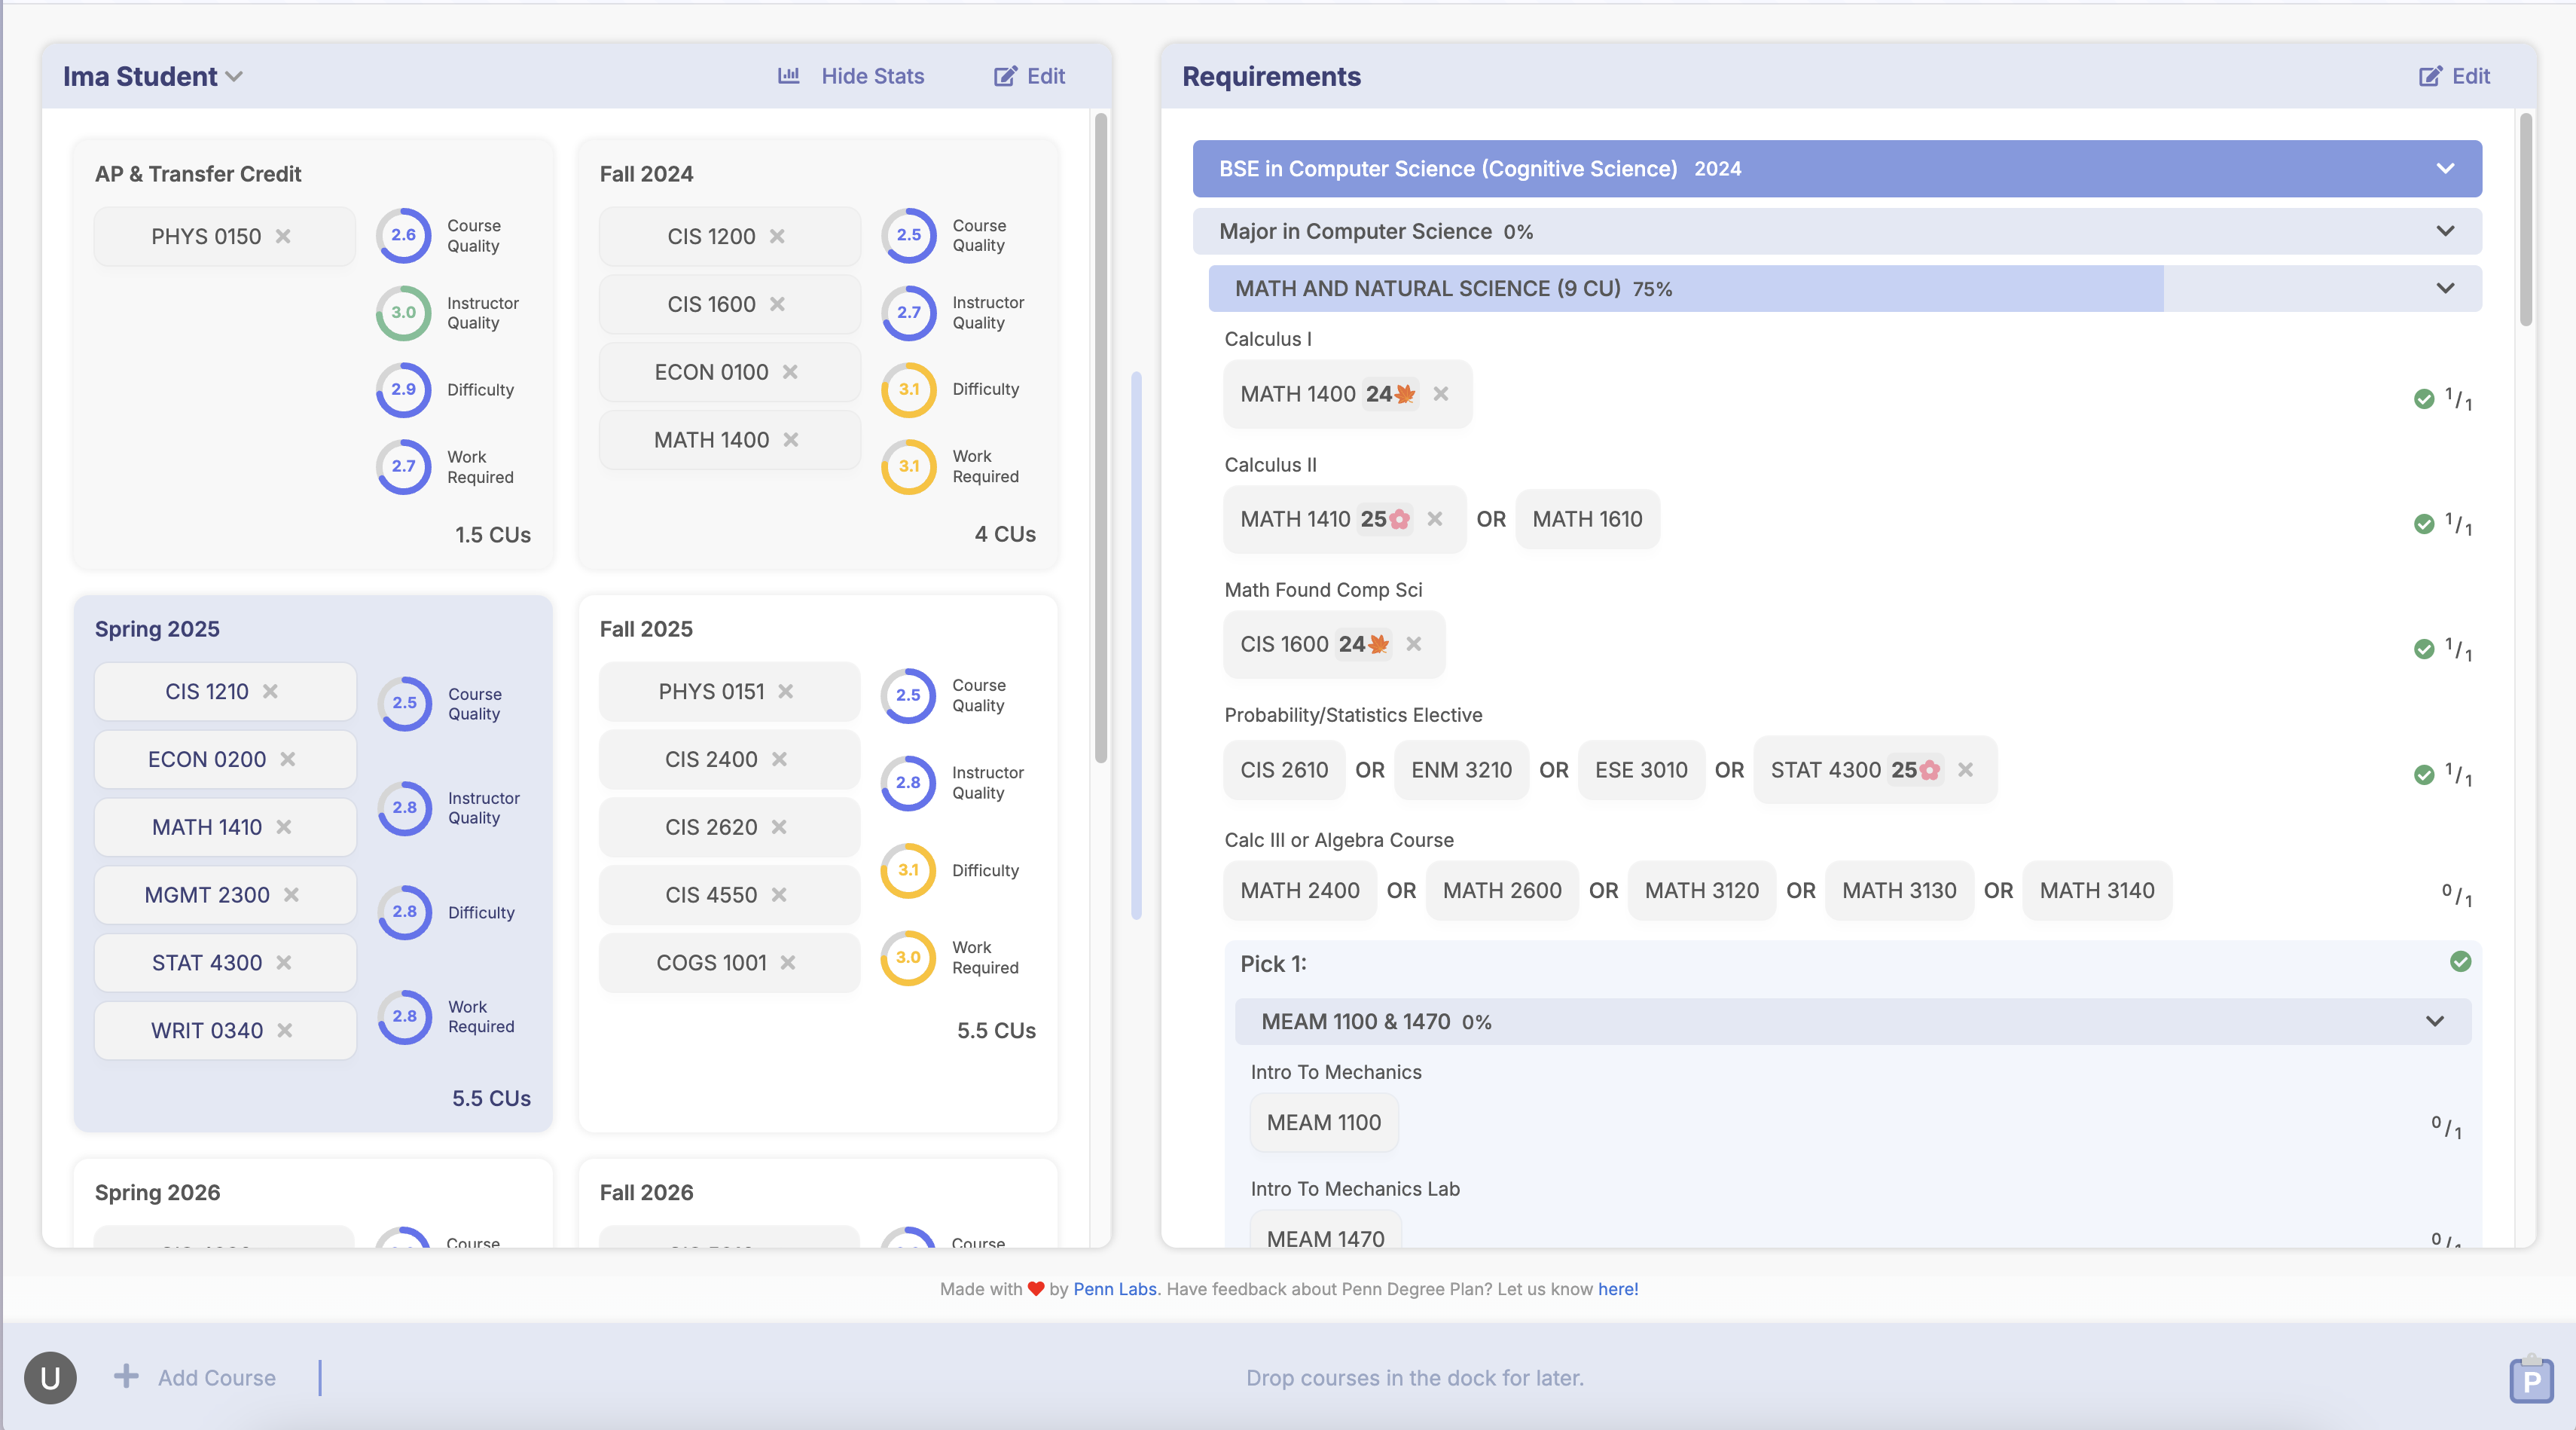 Ima Student
Hide Stats
Edit
AP & Transfer Credit
PHYS 0150
2.6
Course
Quality
3.0
Instructor
Quality
2.9
Difficulty
2.7
Work
Required
1.5 CUs
Fall 2024
CIS 1200
CIS 1600
ECON 0100
MATH 1400
2.5
Course
Quality
2.7
Instructor
Quality
3.1
Difficulty
3.1
Work
Required
4 CUs
Spring 2025
CIS 1210
ECON 0200
MATH 1410
MGMT 2300
STAT 4300
WRIT 0340
2.5
Course
Quality
2.8
Instructor
Quality
2.8
Difficulty
2.8
Work
Required
5.5 CUs
Fall 2025
PHYS 0151
CIS 2400
CIS 2620
CIS 4550
COGS 1001
2.5
Course
Quality
2.8
Instructor
Quality
3.1
Difficulty
3.0
Work
Required
5.5 CUs
Spring 2026
Course
Fall 2026
Course
Requirements
Edit
BSE in Computer Science (Cognitive Science) 2024
Major in Computer Science 0%
MATH AND NATURAL SCIENCE (9 CU) 75%
Calculus I
MATH 1400 24
1/1
Calculus II
MATH 1410 25 OR MATH 1610
1/1
Math Found Comp Sci
CIS 1600 24
1/1
Probability/Statistics Elective
CIS 2610 OR ENM 3210 OR ESE 3010 OR STAT 4300 25
1/1
Calc III or Algebra Course
MATH 2400 OR MATH 2600 OR MATH 3120 OR MATH 3130 OR MATH 3140
0/1
Pick 1:
MEAM 1100 & 1470 0%
Intro To Mechanics
MEAM 1100
0/1
Intro To Mechanics Lab
MEAM 1470
0/1
Made with ❤️ by Penn Labs. Have feedback about Penn Degree Plan? Let us know here!
U
Add Course
Drop courses in the dock for later.
P